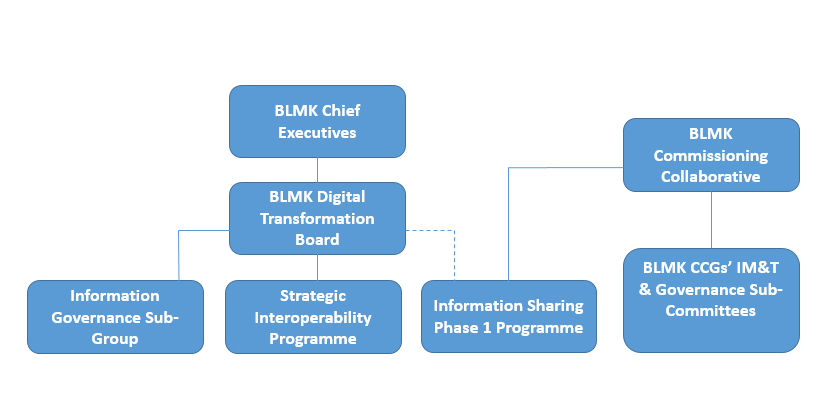 BLMK Chief
Executives
BLMK
Commissioning
Collaborative
BLMK Digital
Transformation
Board
Information
Governance Sub-
Group
Strategic
Interoperability
Programme
Information Sharing
Phase 1 Programme
BLMK CCGs’ IM&T
& Governance Sub-
Committees